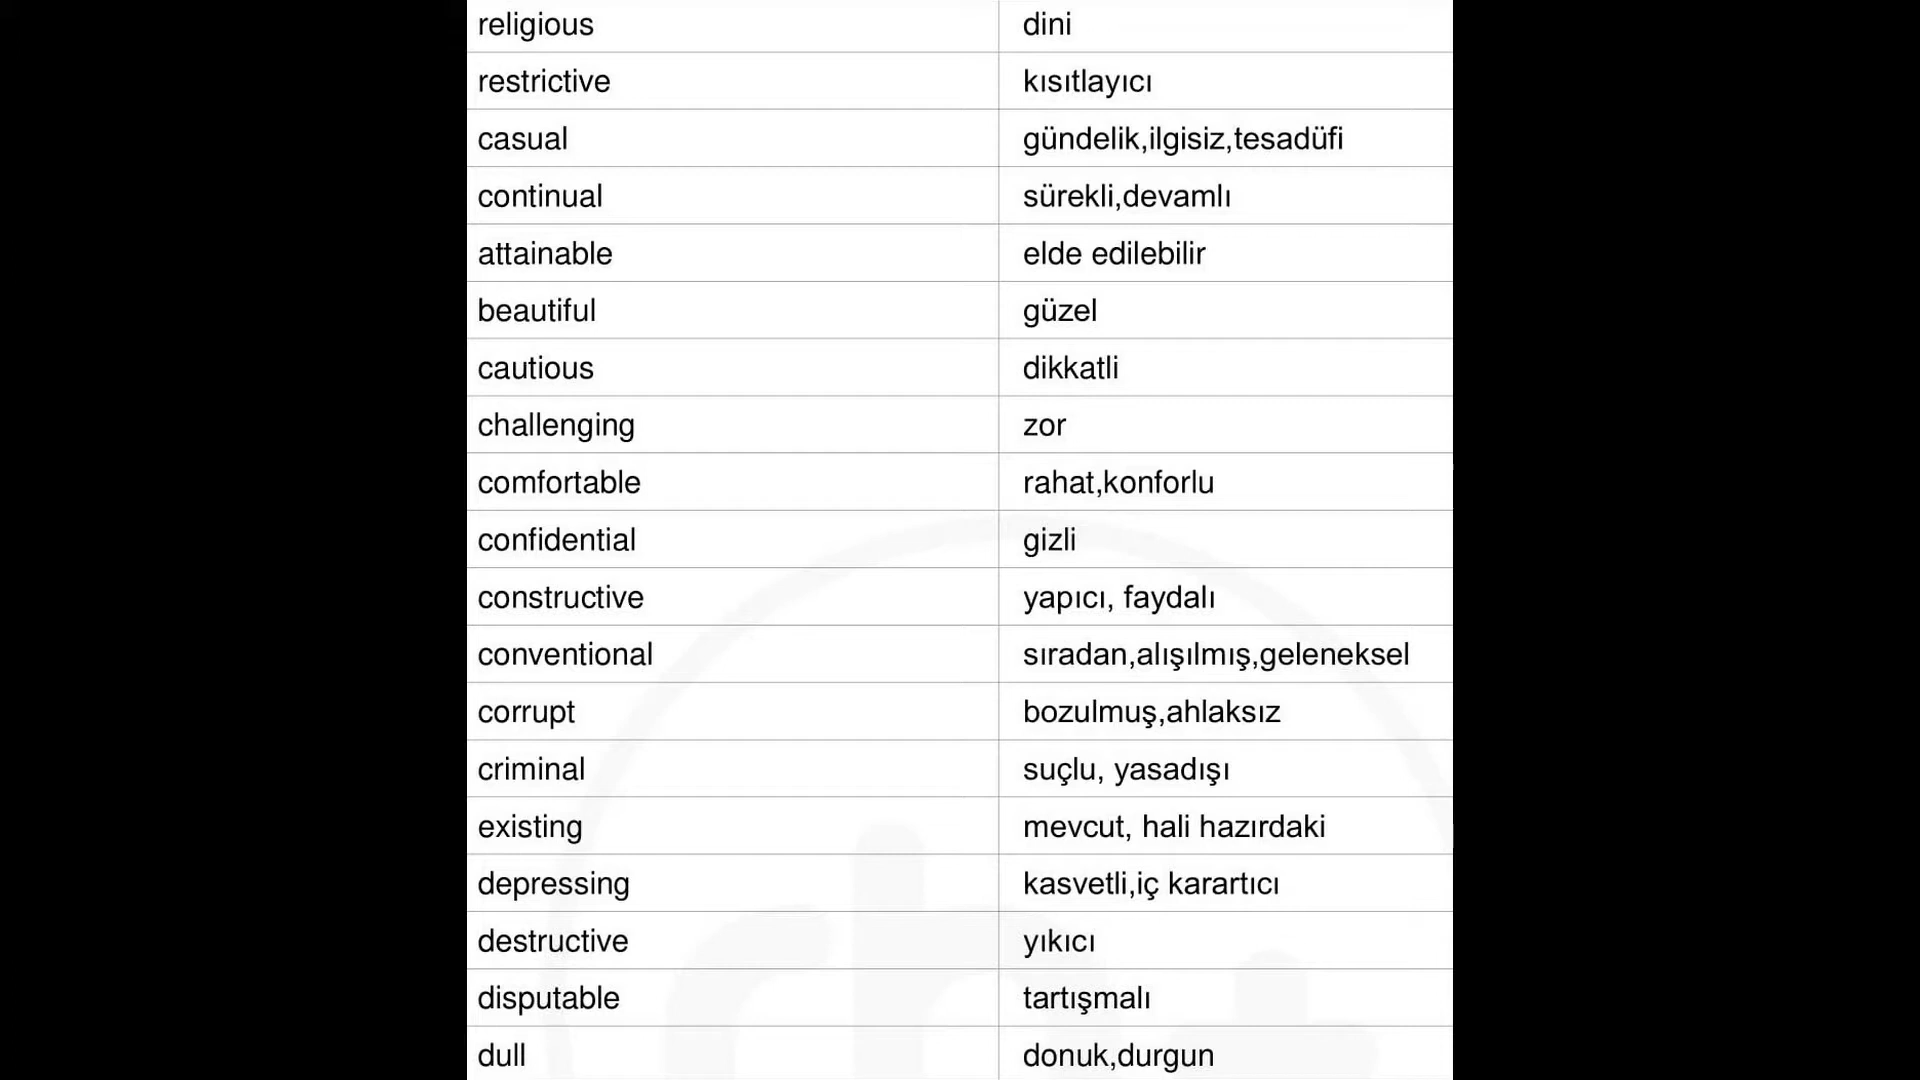 religious dini
restrictive kısıtlayıcı
casual gündelik,ilgisiz,tesadüfi
continual sürekli,devamlı
attainable elde edilebilir
beautiful güzel
cautious dikkatli
challenging zor
comfortable rahat,konforlu
confidential gizli
constructive yapıcı, faydalı
conventional sıradan,alışılmış,geleneksel
corrupt bozulmuş,ahlaksız
criminal suçlu, yasadışı
existing mevcut, hali hazırdaki
depressing kasvetli,iç karartıcı
destructive yıkıcı
disputable tartışmalı
dull donuk,durgun